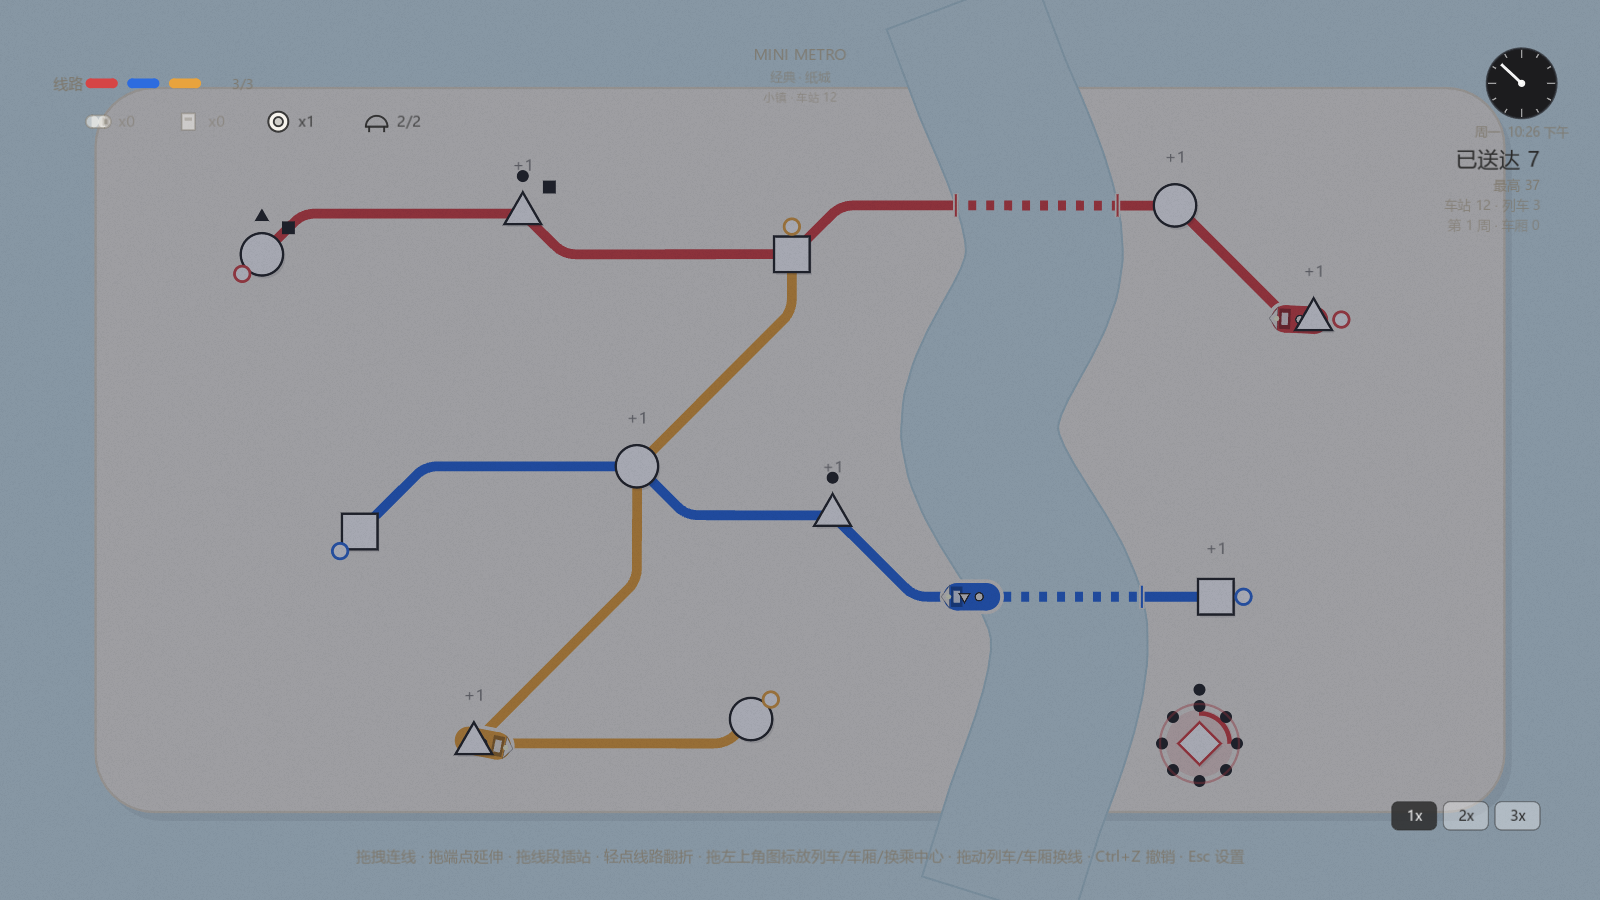 MINI METRO
经典 · 纸城
小镇 · 车站 12
线路 3/3
x0 x0 x1 2/2
周一 10:26 下午
已送达 7
最高 37
车站 12 · 列车 3
第 1 周 · 车厢 0
+1
+1
+1
+1
+1
+1
+1
1x 2x 3x
拖拽连线 · 拖端点延伸 · 拖线段插站 · 轻点线路翻折 · 拖左上角图标放列车/车厢/换乘中心 · 拖动列车/车厢换线 · Ctrl+Z 撤销 · Esc 设置